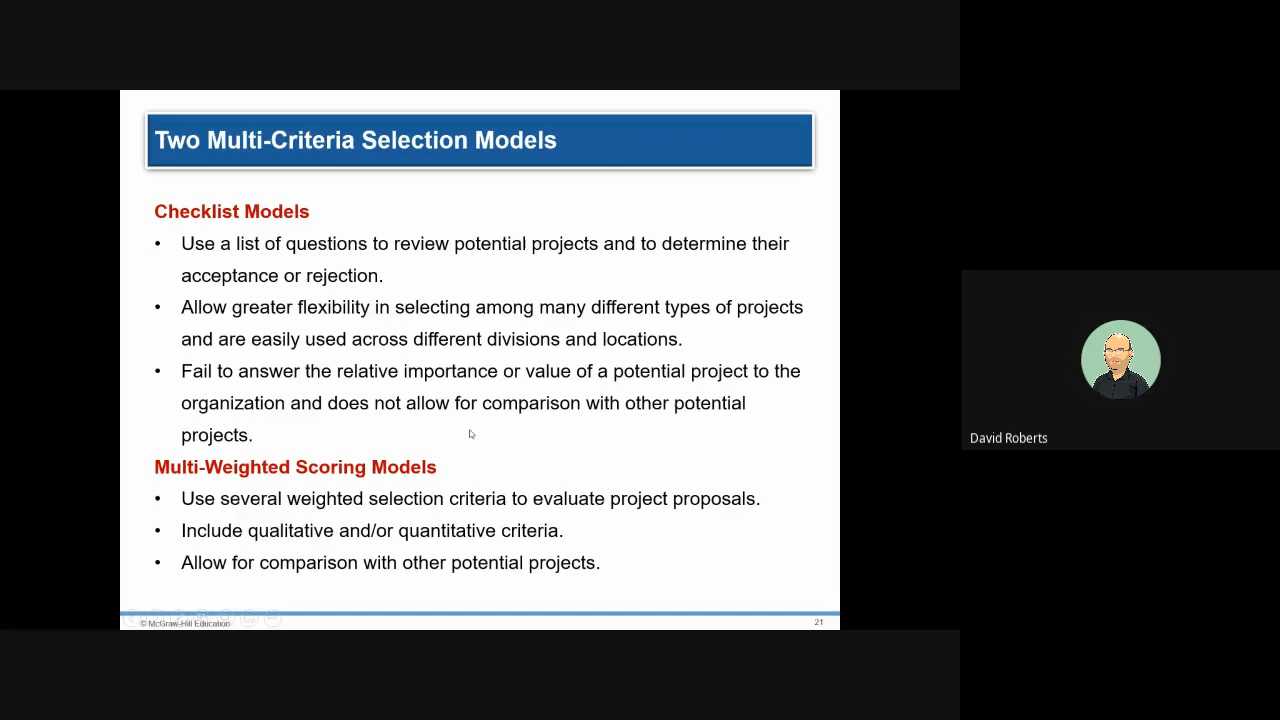 Two Multi-Criteria Selection Models
Checklist Models
• Use a list of questions to review potential projects and to determine their
acceptance or rejection.
• Allow greater flexibility in selecting among many different types of projects
and are easily used across different divisions and locations.
• Fail to answer the relative importance or value of a potential project to the
organization and does not allow for comparison with other potential
projects.
Multi-Weighted Scoring Models
• Use several weighted selection criteria to evaluate project proposals.
• Include qualitative and/or quantitative criteria.
• Allow for comparison with other potential projects.
© McGraw-Hill Education
21
David Roberts